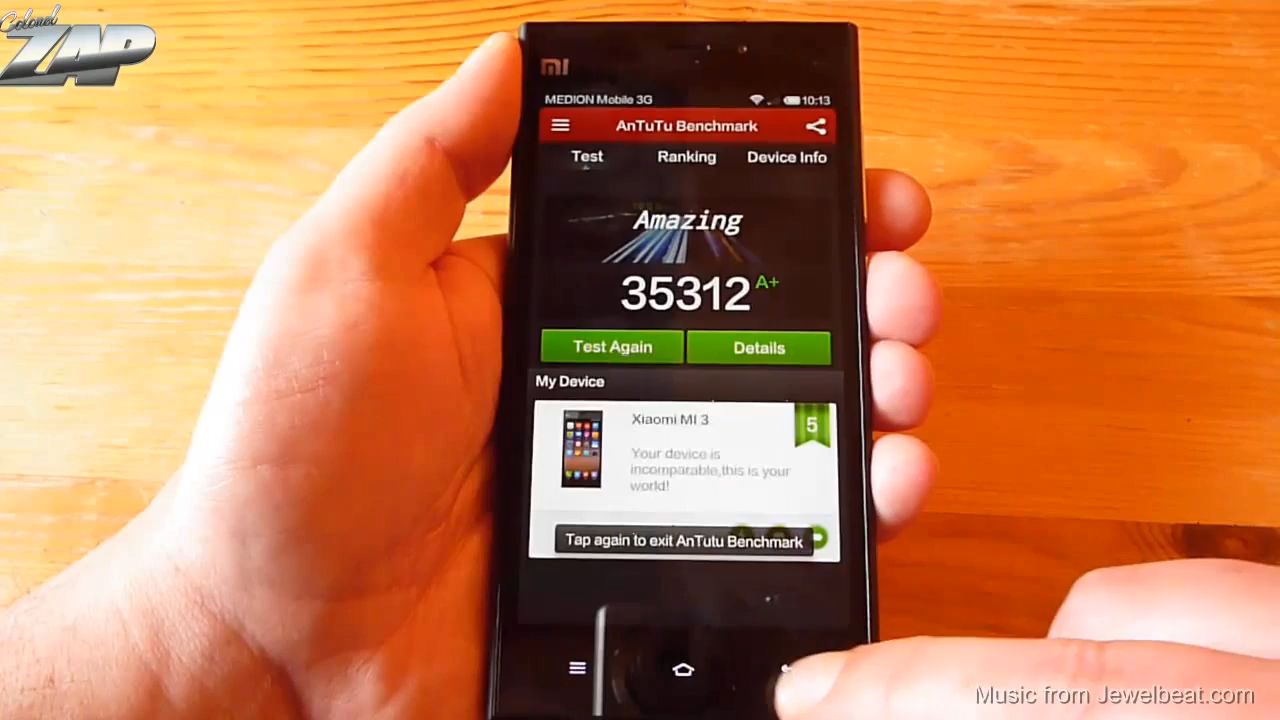 Colonel
ZAP
MI
MEDION Mobile 3G
10:13
AnTuTu Benchmark
Test Ranking Device Info
Amazing
35312 A+
Test Again Details
My Device
Xiaomi MI 3
5
Your device is
incomparable,this is your
world!
Tap again to exit AnTutu Benchmark
Music from Jewelbeat.com